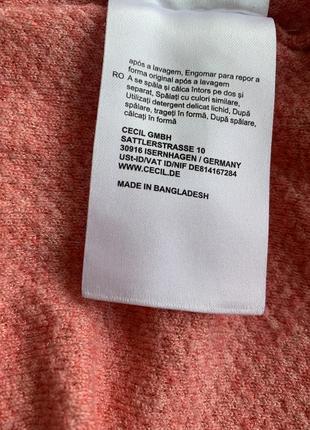 após a lavagem, Engomar para repor a
forma original após a lavagem
RO A se spăla și călca întors pe dos și
separat, Spălați cu culori similare,
Utilizați detergent delicat lichid, După
spălare, trageți în formă, După spălare,
călcați în formă
CECIL GMBH
SATTLERSTRASSE 10
30916 ISERNHAGEN / GERMANY
USt-ID/VAT ID/NIF DE814167284
WWW.CECIL.DE
MADE IN BANGLADESH